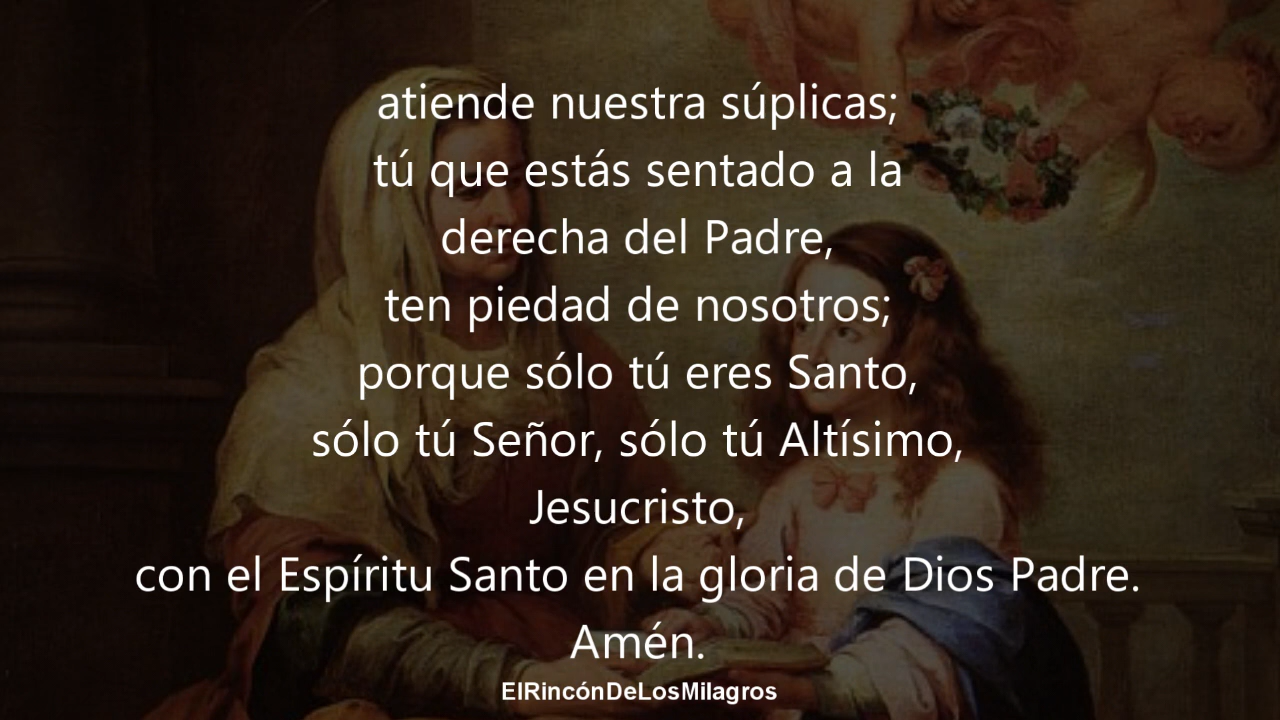 atiende nuestra súplicas;
tú que estás sentado a la
derecha del Padre,
ten piedad de nosotros;
porque sólo tú eres Santo,
sólo tú Señor, sólo tú Altísimo,
Jesucristo,
con el Espíritu Santo en la gloria de Dios Padre.
Amén.
ElRincónDeLosMilagros